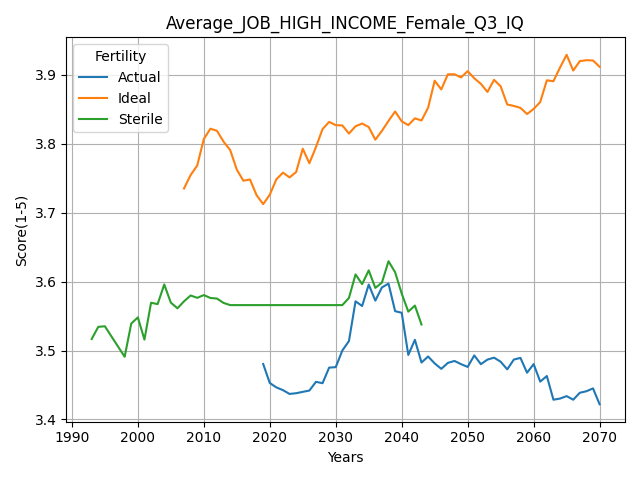 Average_JOB_HIGH_INCOME_Female_Q3_IQ
Fertility
Actual
Ideal
Sterile
Score(1-5)
3.9
3.8
3.7
3.6
3.5
3.4
1990 2000 2010 2020 2030 2040 2050 2060 2070
Years